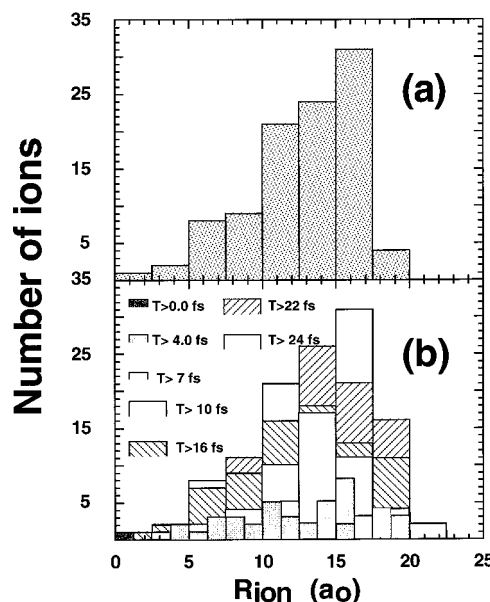 35
25
15
5
(a)
Number of ions
35
25
15
5
T>0.0 fs
T>22 fs
T> 4.0 fs
T> 24 fs
T> 7 fs
T> 10 fs
T>16 fs
(b)
0 5 10 15 20 25
Rion (ao)